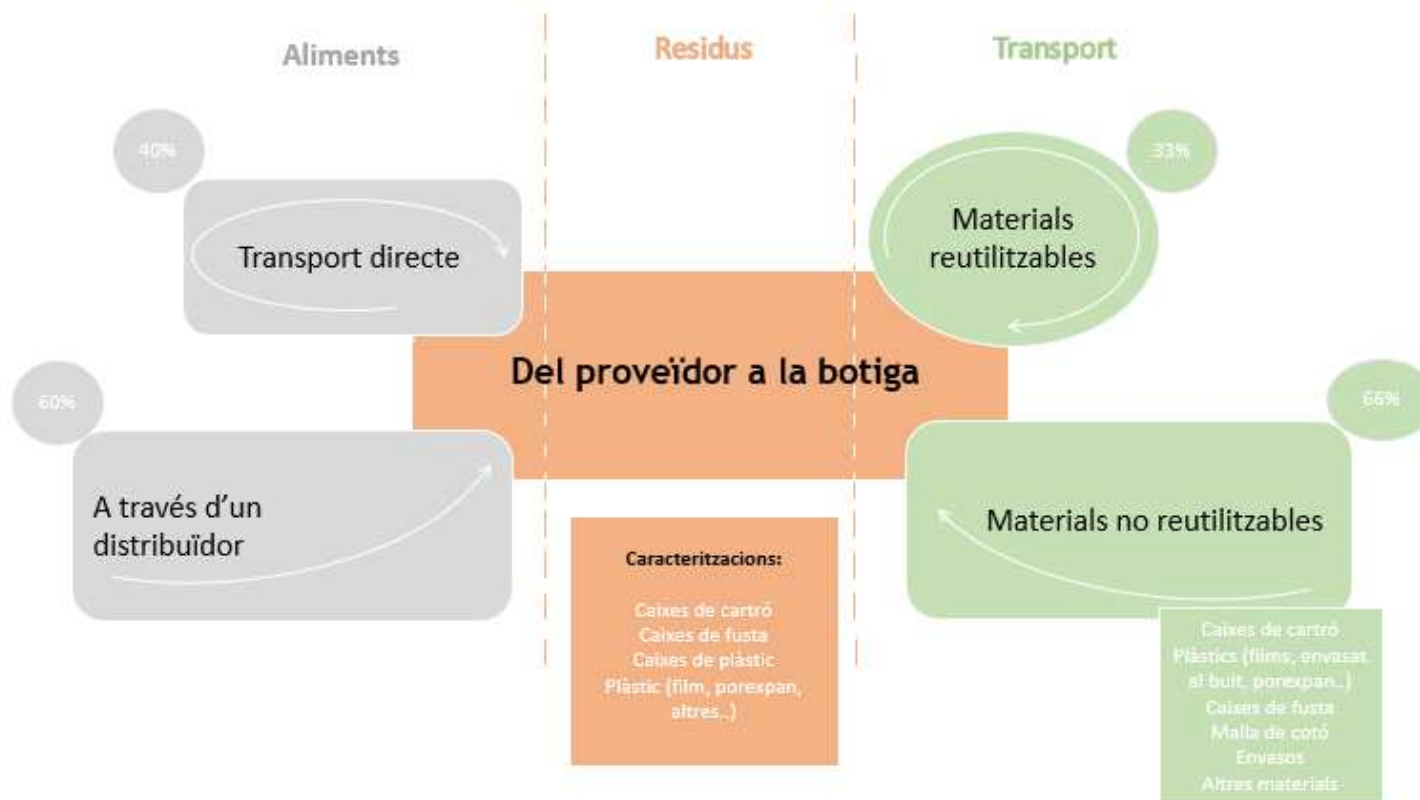 Aliments
Residus
Transport
40%
Transport directe
60%
A través d’un
distribuïdor
Del proveïdor a la botiga
Caracteritzacions:
Caixes de cartró
Caixes de fusta
Caixes de plàstic
Plàstic (film, porexpan,
altres..)
33%
Materials
reutilitzables
66%
Materials no reutilitzables
Caixes de cartró
Plàstics (films, envasat
al buit, porexpan..)
Caixes de fusta
Malla de cotó
Envasos
Altres materials